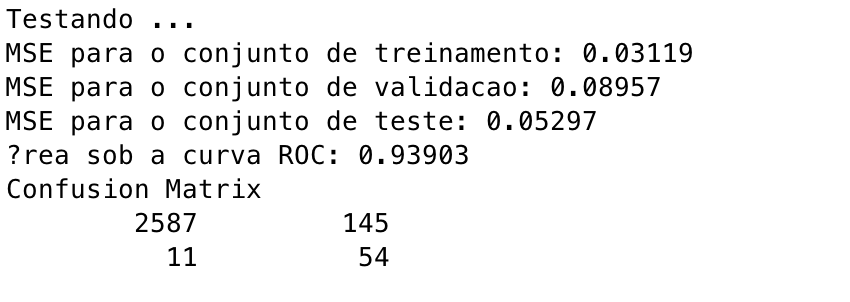 Testando ...
MSE para o conjunto de treinamento: 0.03119
MSE para o conjunto de validacao: 0.08957
MSE para o conjunto de teste: 0.05297
?rea sob a curva ROC: 0.93903
Confusion Matrix
2587 145
11 54